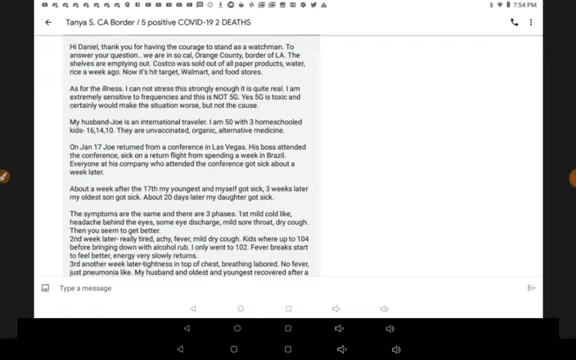 7:54 PM
Tanya S. CA Border / 5 positive COVID-19 2 DEATHS
Hi Daniel, thank you for having the courage to stand as a watchman. To
answer your question.. we are in so cal, Orange County, border of LA. The
shelves are emptying out. Costco was sold out of all paper products, water,
rice a week ago. Now it's hit target, Walmart, and food stores.
As for the illness. I can not stress this strongly enough it is quite real. I am
extremely sensitive to frequencies and this is NOT 5G. Yes 5G is toxic and
certainly would make the situation worse, but not the cause.
My husband-Joe is an international traveler. I am 50 with 3 homeschooled
kids- 16,14,10. They are unvaccinated, organic, alternative medicine.
On Jan 17 Joe returned from a conference in Las Vegas. His boss attended
the conference, sick on a return flight from spending a week in Brazil.
Everyone at his company who attended the conference got sick about a
week later.
About a week after the 17th my youngest and myself got sick, 3 weeks later
my oldest son got sick. About 20 days later my daughter got sick.
The symptoms are the same and there are 3 phases. 1st mild cold like,
headache behind the eyes, some eye discharge, mild sore throat, dry cough.
Then you seem to get better.
2nd week later- really tired, achy, fever, mild dry cough. Kids where up to 104
before bringing down with alcohol rub. I only went to 102. Fever breaks start
to feel better, energy very slowly returns.
3rd another week later-tightness in top of chest, breathing labored. No fever,
just pneumonia like. My husband and oldest and youngest recovered after a
Type a message